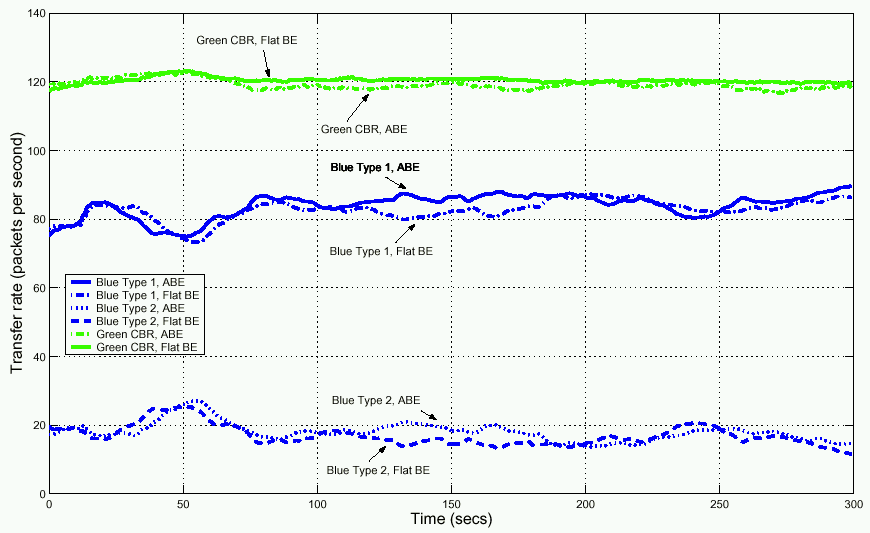 140
Green CBR, Flat BE
120
Green CBR, ABE
100
Blue Type 1, ABE
80
Blue Type 1, Flat BE
Transfer rate (packets per second)
60
Blue Type 1, ABE
Blue Type 1, Flat BE
Blue Type 2, ABE
Blue Type 2, Flat BE
Green CBR, ABE
Green CBR, Flat BE
40
Blue Type 2, ABE
20
Blue Type 2, Flat BE
0
0 50 100 150 200 250 300
Time (secs)